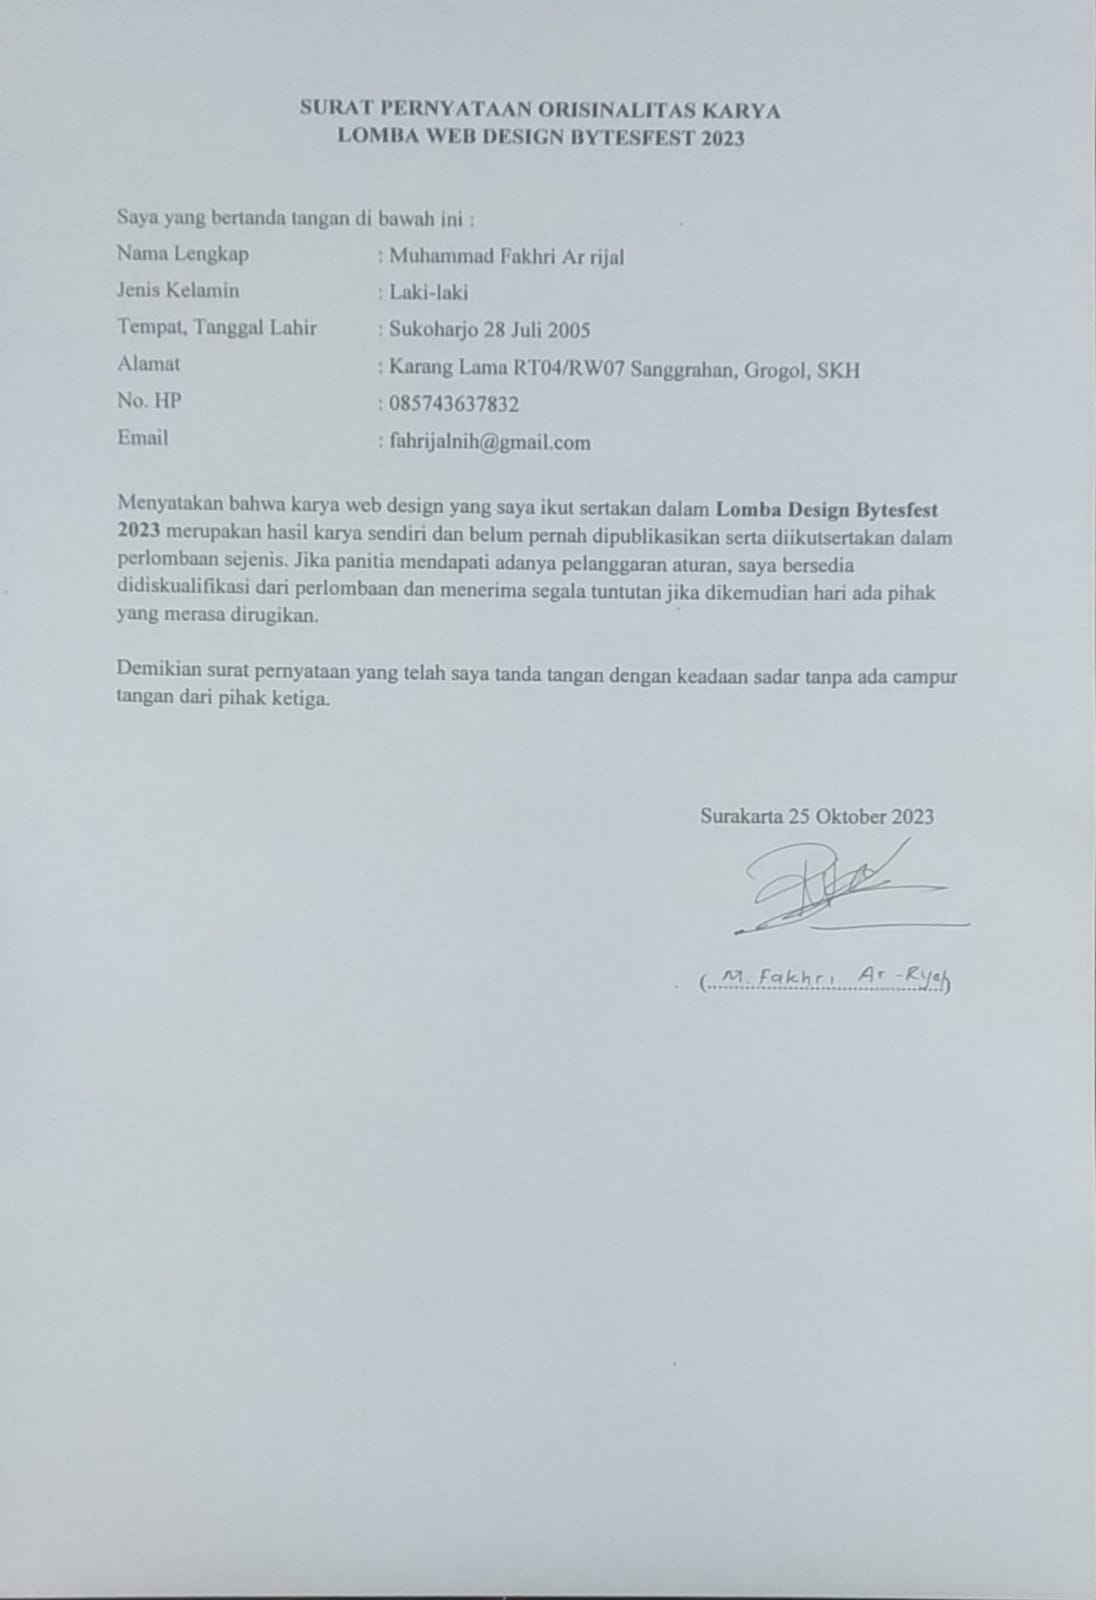 SURAT PERNYATAAN ORISINALITAS KARYA
LOMBA WEB DESIGN BYTESFEST 2023
Saya yang bertanda tangan di bawah ini :
Nama Lengkap : Muhammad Fakhri Ar rijal
Jenis Kelamin : Laki-laki
Tempat, Tanggal Lahir : Sukoharjo 28 Juli 2005
Alamat : Karang Lama RT04/RW07 Sanggrahan, Grogol, SKH
No. HP : 085743637832
Email : fahrijalnih@gmail.com
Menyatakan bahwa karya web design yang saya ikut sertakan dalam Lomba Design Bytesfest
2023 merupakan hasil karya sendiri dan belum pernah dipublikasikan serta diikutsertakan dalam
perlombaan sejenis. Jika panitia mendapati adanya pelanggaran aturan, saya bersedia
didiskualifikasi dari perlombaan dan menerima segala tuntutan jika dikemudian hari ada pihak
yang merasa dirugikan.
Demikian surat pernyataan yang telah saya tanda tangan dengan keadaan sadar tanpa ada campur
tangan dari pihak ketiga.
Surakarta 25 Oktober 2023
(M. Fakhri Ar-)